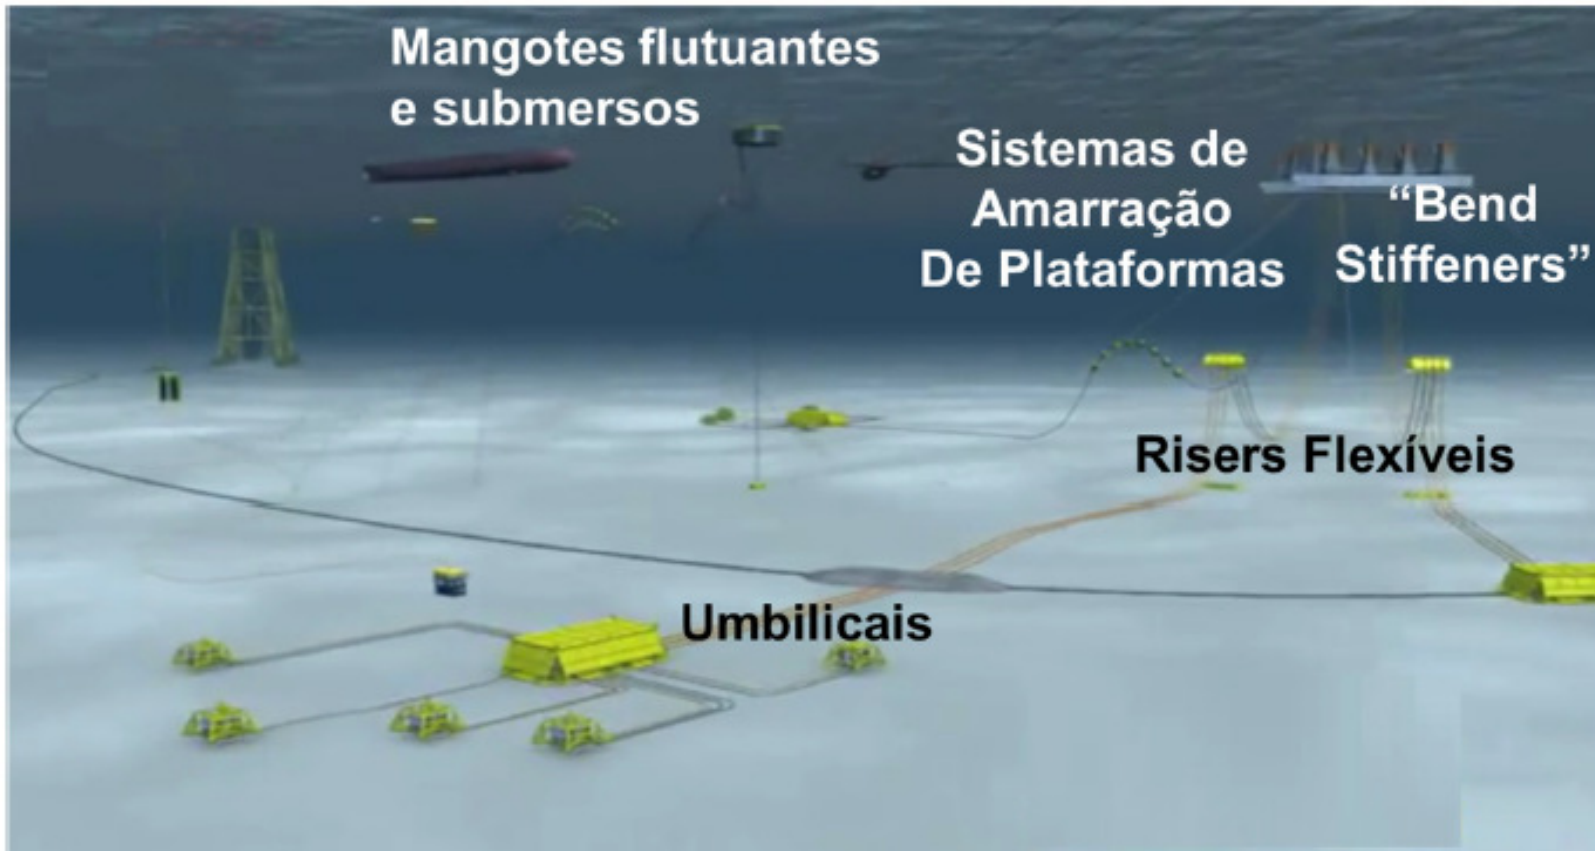 Mangotes flutuantes
e submersos
Sistemas de
Amarração
De Plataformas
“Bend
Stiffeners”
Risers Flexíveis
Umbilicais